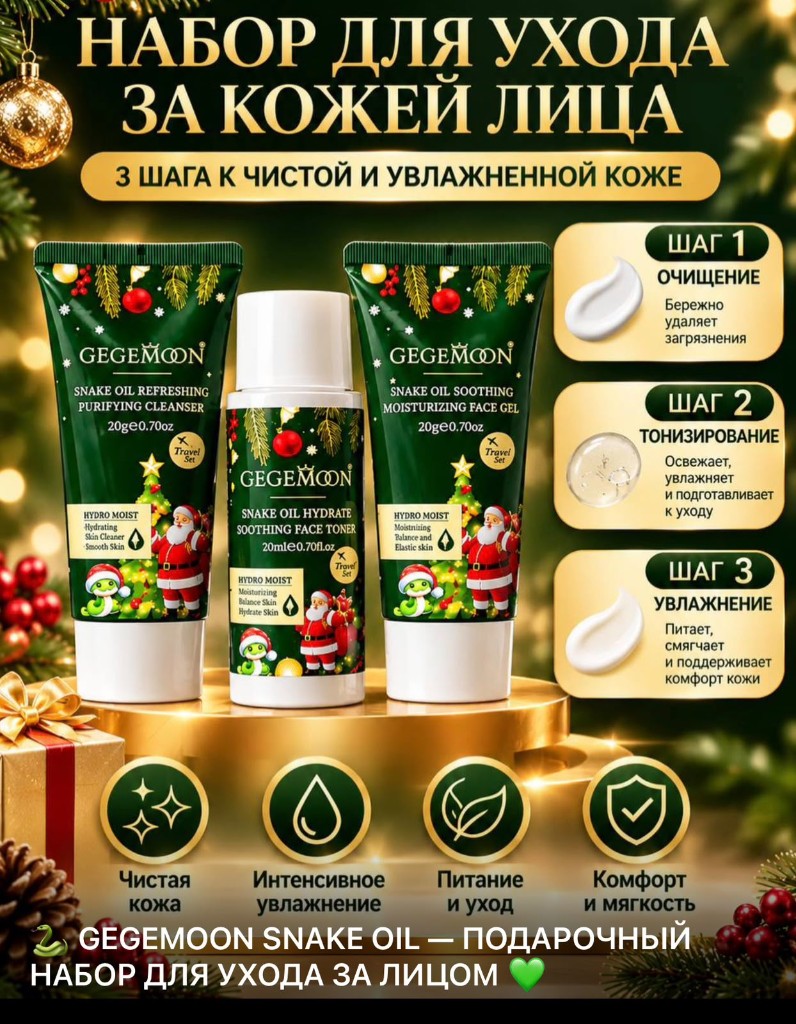 НАБОР ДЛЯ УХОДА
ЗА КОЖЕЙ ЛИЦА
3 ШАГА К ЧИСТОЙ И УВЛАЖНЕННОЙ КОЖЕ
GEGEMOON
SNAKE OIL REFRESHING
PURIFYING CLEANSER
20g℮0.70oz
Travel
Set
HYDRO MOIST
·Hydrating
Skin Cleaner
·Smooth Skin
GEGEMOON
SNAKE OIL HYDRATE
SOOTHING FACE TONER
20ml℮0.70fl.oz
Travel
Set
HYDRO MOIST
Moisturizing
Balance Skin
Hydrate Skin
GEGEMOON
SNAKE OIL SOOTHING
MOISTURIZING FACE GEL
20g℮0.70oz
Travel
Set
HYDRO MOIST
Balance and
Elastic skin
ШАГ 1
ОЧИЩЕНИЕ
Бережно
удаляет
загрязнения
ШАГ 2
ТОНИЗИРОВАНИЕ
Освежает,
увлажняет
и подготавливает
к уходу
ШАГ 3
УВЛАЖНЕНИЕ
Питает,
смягчает
и поддерживает
комфорт кожи
Чистая
кожа
Интенсивное
увлажнение
Питание
и уход
Комфорт
и мягкость
🐍 GEGEMOON SNAKE OIL — ПОДАРОЧНЫЙ
НАБОР ДЛЯ УХОДА ЗА ЛИЦОМ 💚